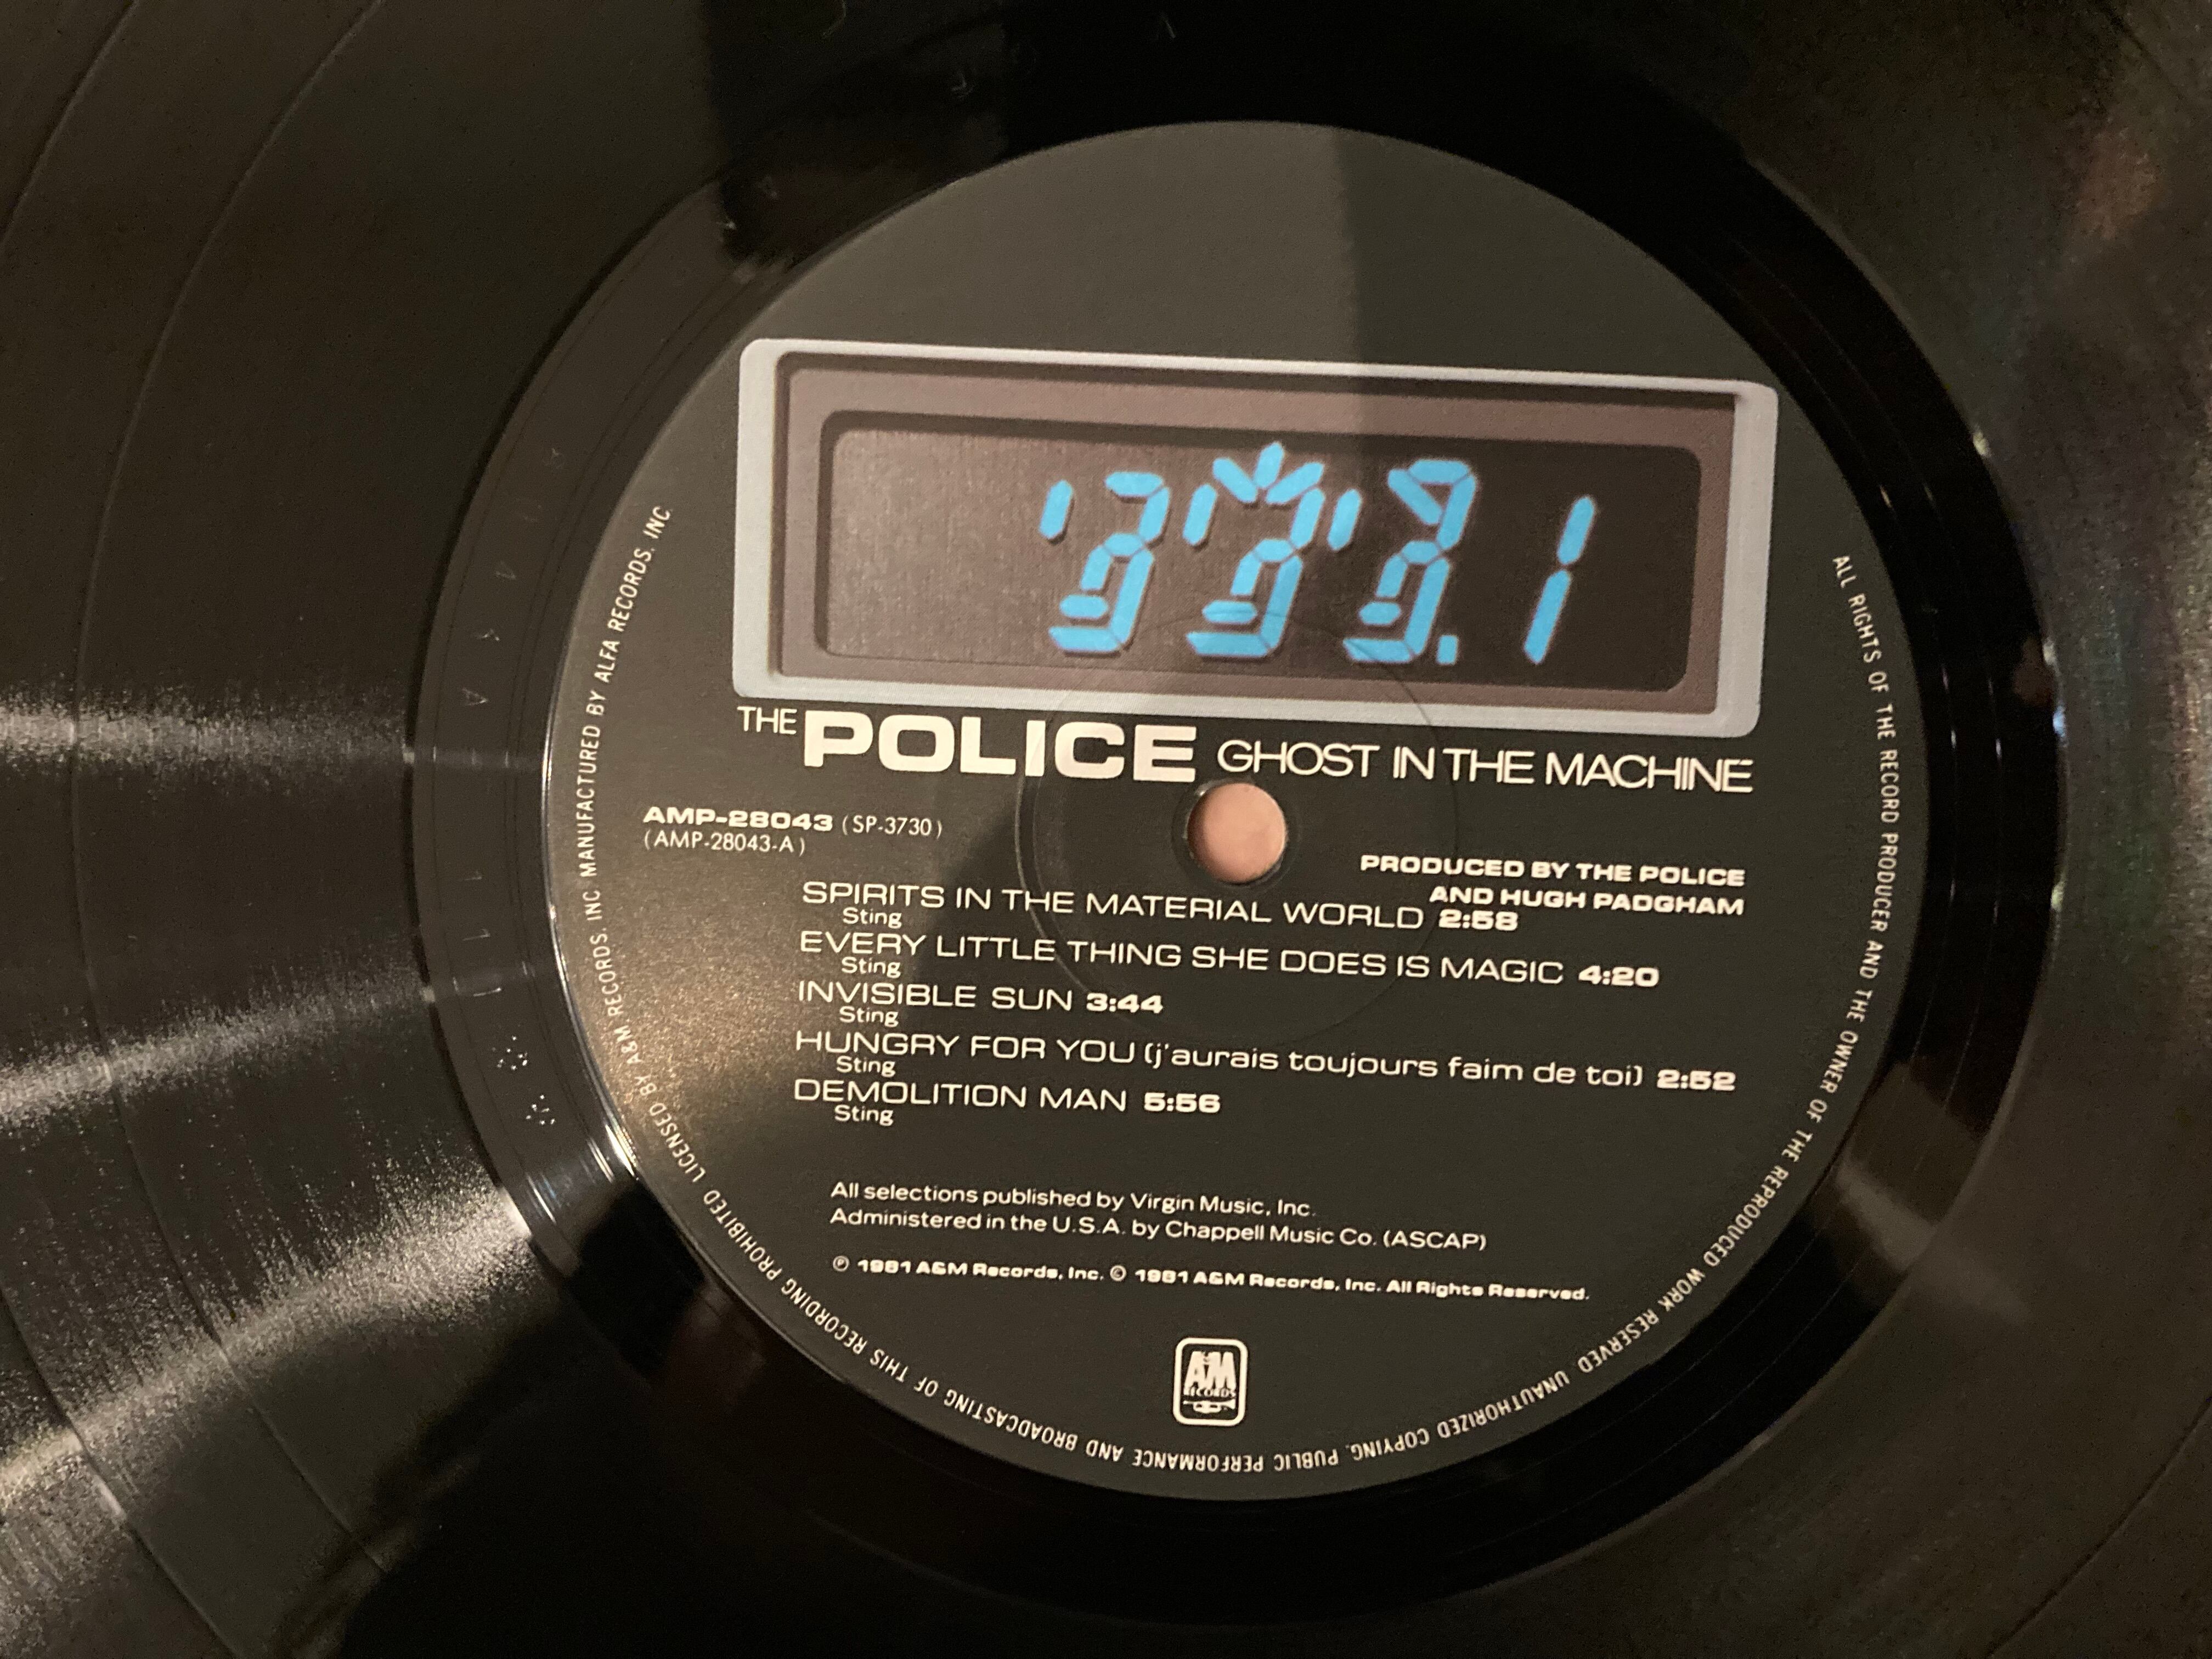 .1
THE POLICE GHOST IN THE MACHINE
AMP-28043 (SP-3730)
(AMP-28043-A)
PRODUCED BY THE POLICE
AND HUGH PADGHAM
SPIRITS IN THE MATERIAL WORLD 2:58
Sting
EVERY LITTLE THING SHE DOES IS MAGIC 4:20
Sting
INVISIBLE SUN 3:44
Sting
HUNGRY FOR YOU (j'aurais toujours faim de toi) 2:52
Sting
DEMOLITION MAN 5:56
Sting
All selections published by Virgin Music, Inc.
Administered in the U.S.A. by Chappell Music Co. (ASCAP)
℗ 1981 A&M Records, Inc. © 1981 A&M Records, Inc. All Rights Reserved.
AM
RECORDS
ALL RIGHTS OF THE RECORD PRODUCER AND THE OWNER OF THE REPRODUCED WORK RESERVED UNAUTHORIZED COPYING, PUBLIC PERFORMANCE AND BROADCASTING OF THIS RECORDING PROHIBITED LICENSED BY A&M RECORDS, INC MANUFACTURED BY ALFA RECORDS, INC.